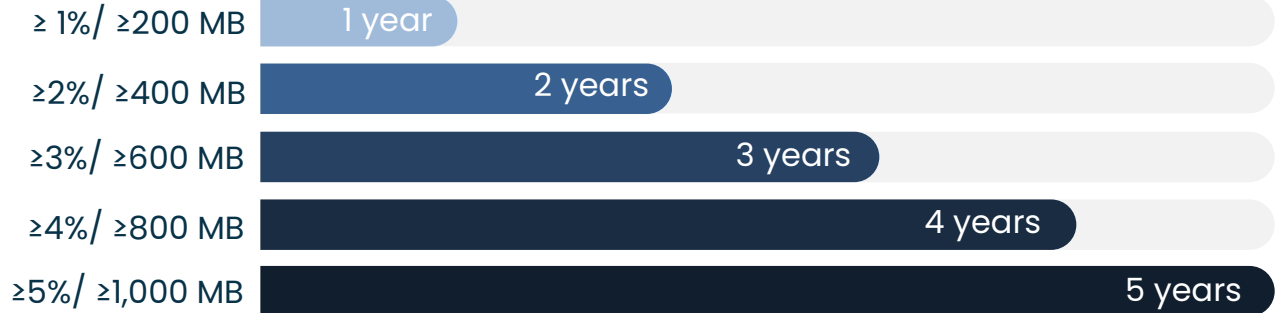 ≥ 1%/ ≥200 MB 1 year
≥2%/ ≥400 MB 2 years
≥3%/ ≥600 MB 3 years
≥4%/ ≥800 MB 4 years
≥5%/ ≥1,000 MB 5 years